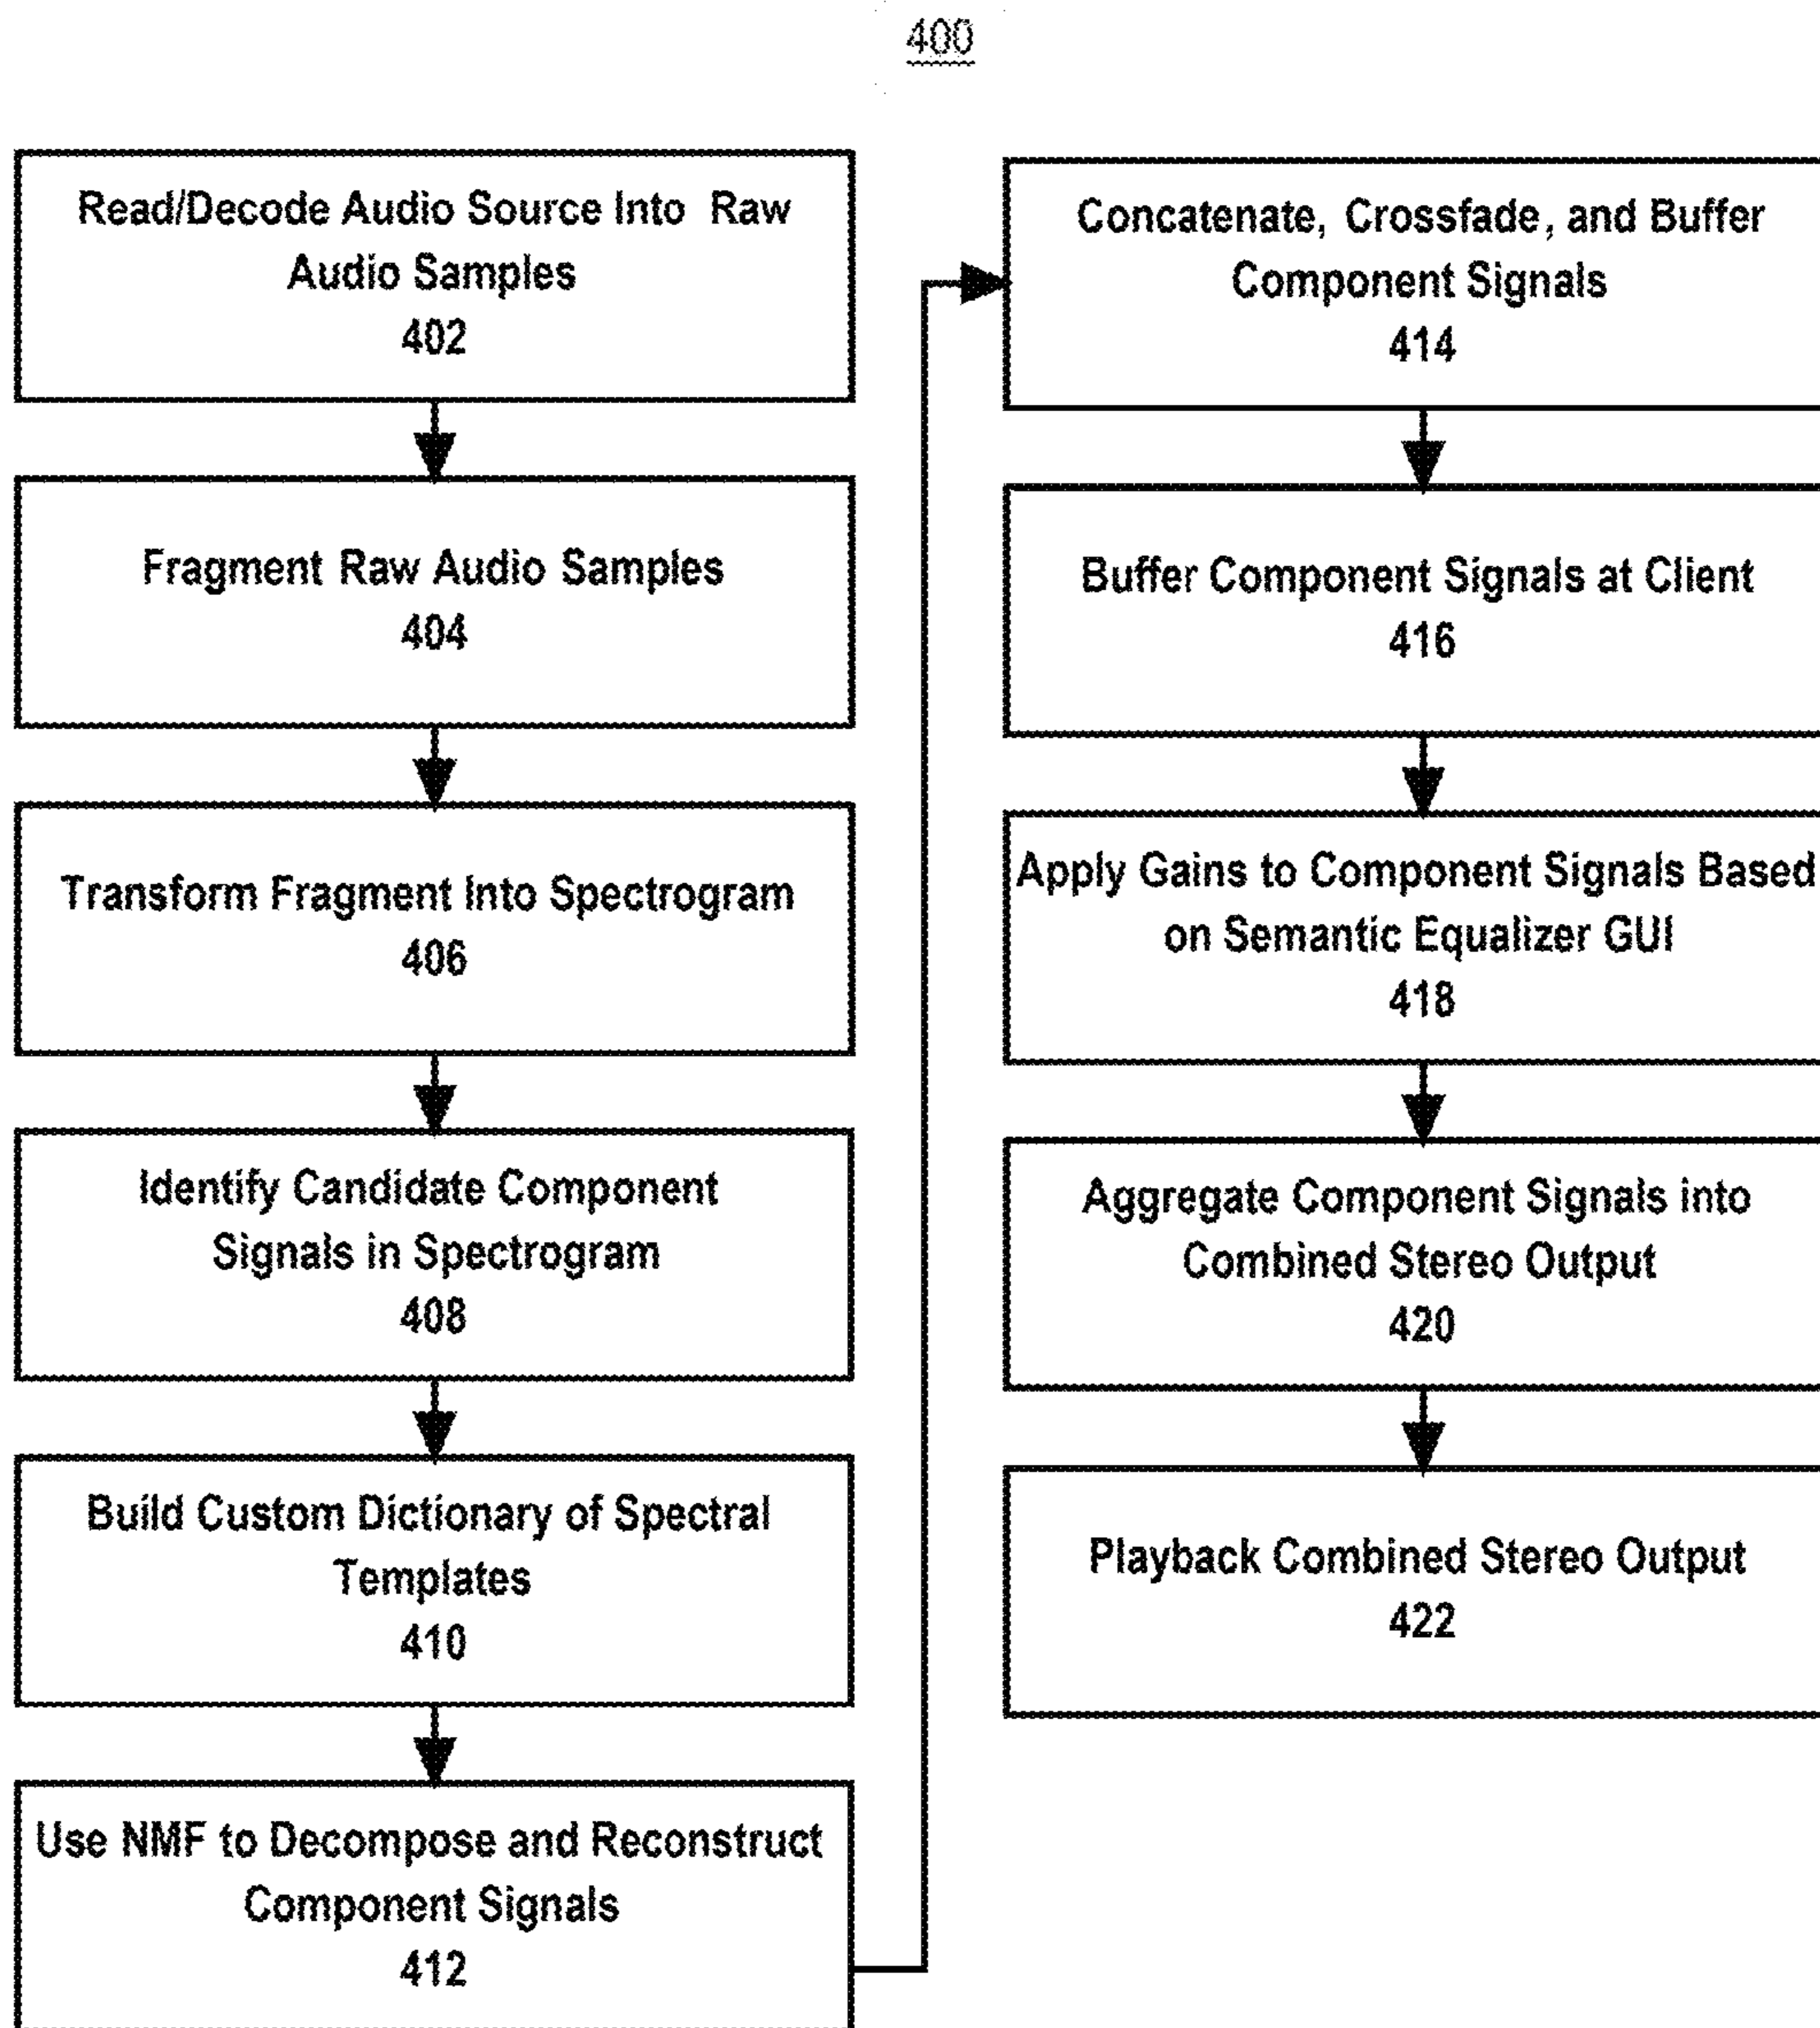 400
Read/Decode Audio Source Into Raw
Audio Samples
402
Fragment Raw Audio Samples
404
Transform Fragment Into Spectrogram
406
Identify Candidate Component
Signals in Spectrogram
408
Build Custom Dictionary of Spectral
Templates
410
Use NMF to Decompose and Reconstruct
Component Signals
412
Concatenate, Crossfade, and Buffer
Component Signals
414
Buffer Component Signals at Client
416
Apply Gains to Component Signals Based
on Semantic Equalizer GUI
418
Aggregate Component Signals into
Combined Stereo Output
420
Playback Combined Stereo Output
422